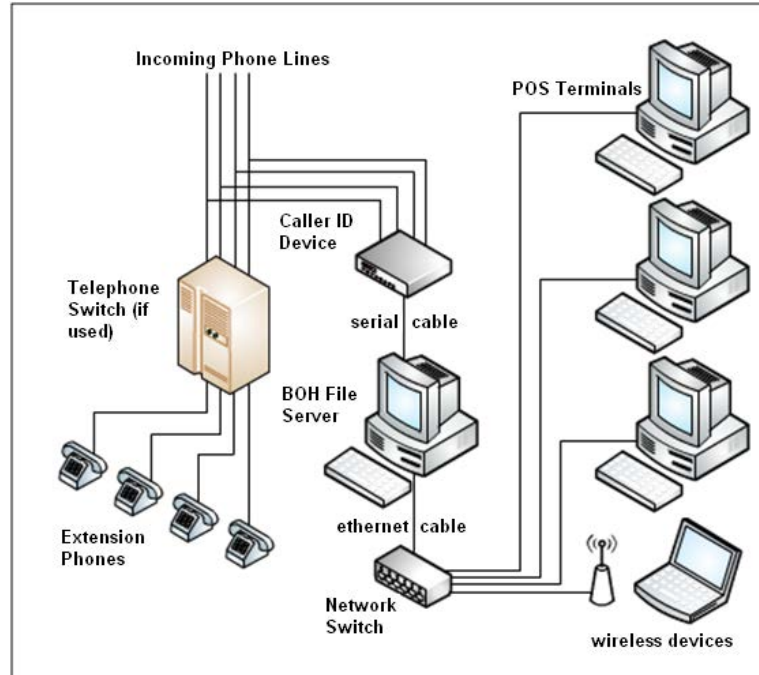 Incoming Phone Lines
POS Terminals
Caller ID
Device
Telephone
Switch (if
used)
serial cable
BOH File
Server
Extension
Phones
ethernet cable
Network
Switch
wireless devices